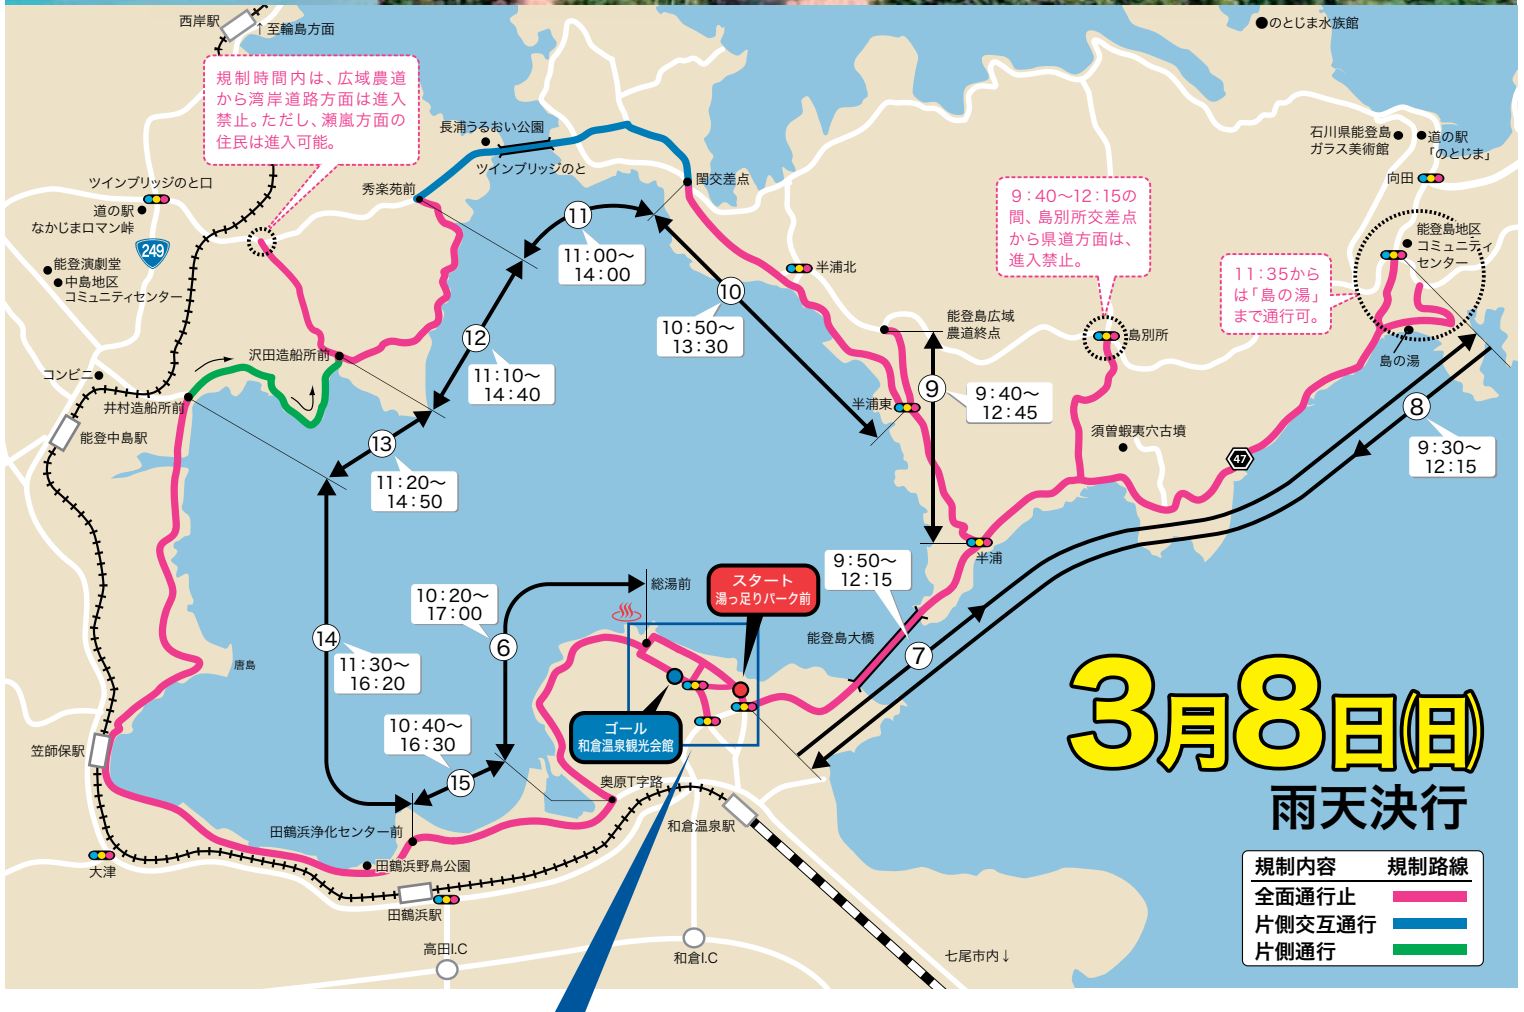 西岸駅
↑至輪島方面
のとじま水族館
規制時間内は、広域農道
から湾岸道路方面は進入
禁止。ただし、瀬嵐方面の
住民は進入可能。
長浦うるおい公園
ツインブリッジのと
石川県能登島
ガラス美術館
道の駅
「のとじま」
向田
ツインブリッジのと口
道の駅
なかじまロマン峠
249
秀楽苑前
閨交差点
9:40〜12:15の
間、島別所交差点
から県道方面は、
進入禁止。
能登島地区
コミュニティ
センター
能登演劇堂
中島地区
コミュニティセンター
⑪
11:00〜
14:00
半浦北
11:35から
は「島の湯」
まで通行可。
⑩
10:50〜
13:30
能登島広域
農道終点
島別所
島の湯
⑫
11:10〜
14:40
沢田造船所前
コンビニ
井村造船所前
能登中島駅
⑨
9:40〜
12:45
半浦東
須曽蝦夷穴古墳
47
⑧
9:30〜
12:15
⑬
11:20〜
14:50
半浦
9:50〜
12:15
能登島大橋
⑦
総湯前
スタート
湯っ足りパーク前
10:20〜
17:00
⑥
⑭
11:30〜
16:20
唐島
10:40〜
16:30
⑮
ゴール
和倉温泉観光会館
笠師保駅
奥原T字路
田鶴浜浄化センター前
和倉温泉駅
大津
田鶴浜野鳥公園
田鶴浜駅
高田I.C
和倉I.C
七尾市内↓
3月8日(日)
雨天決行
規制内容 規制路線
全面通行止
片側交互通行
片側通行